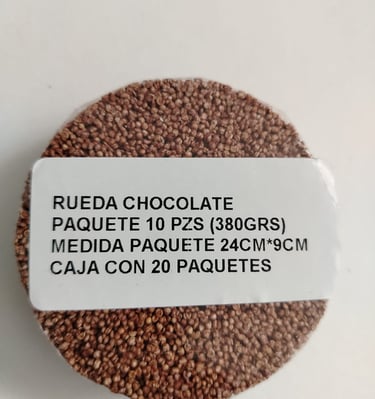 RUEDA CHOCOLATE
PAQUETE 10 PZS (380GRS)
MEDIDA PAQUETE 24CM*9CM
CAJA CON 20 PAQUETES